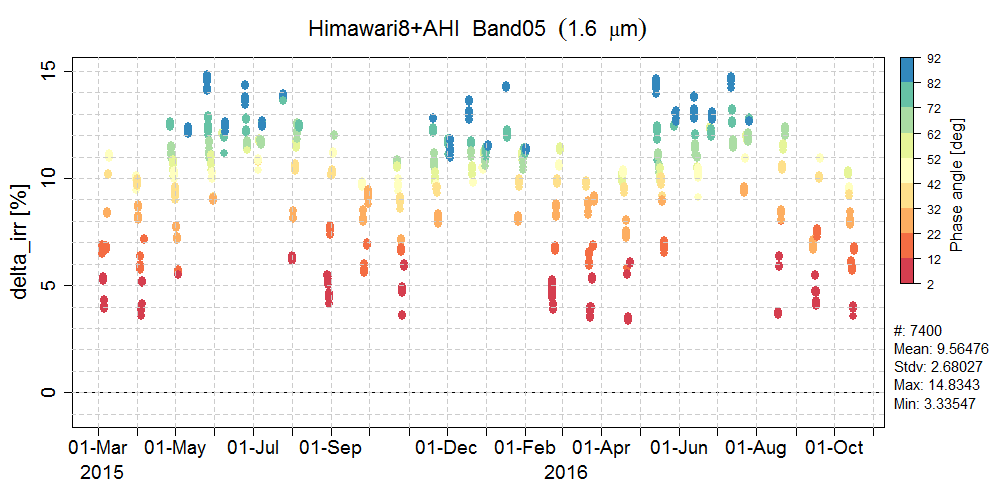 Himawari8+AHI Band05 (1.6 μm)
delta_irr [%]
15
10
5
0
01-Mar 01-May 01-Jul 01-Sep 01-Dec 01-Feb 01-Apr 01-Jun 01-Aug 01-Oct
2015 2016
92
82
72
62
52
42
32
22
12
2
Phase angle [deg]
#: 7400
Mean: 9.56476
Stdv: 2.68027
Max: 14.8343
Min: 3.33547